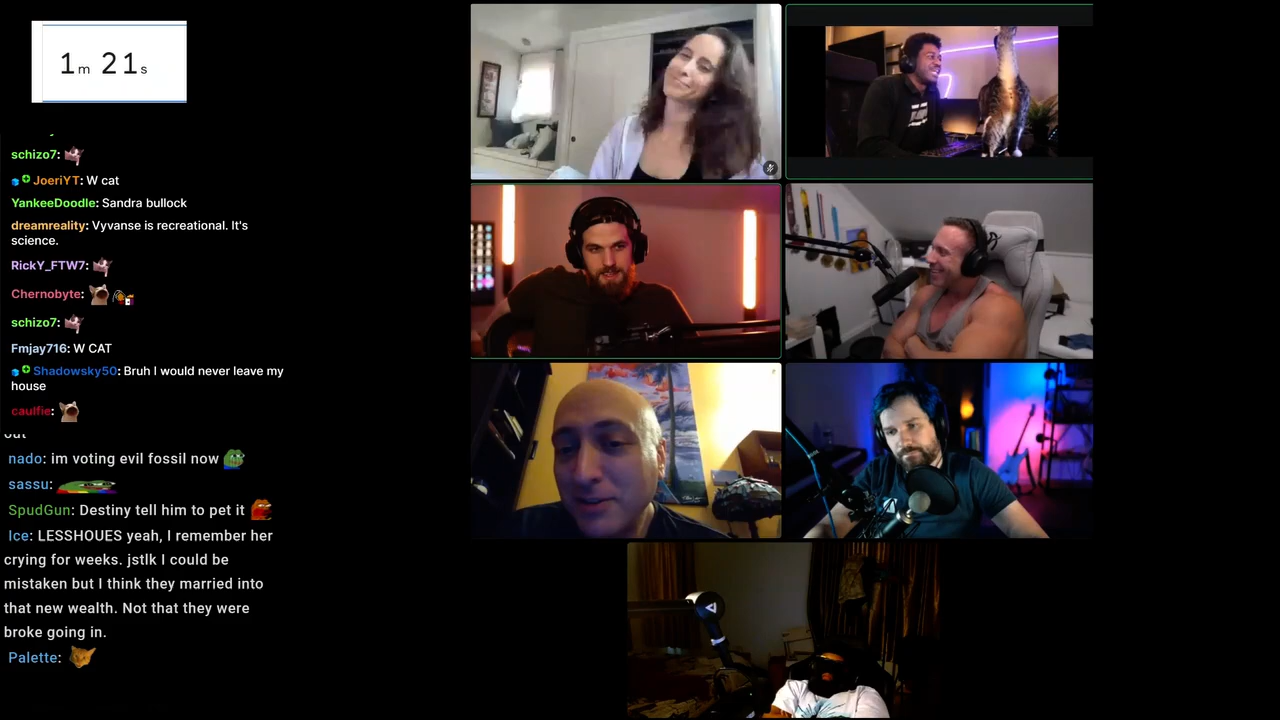 1m 21s
schizo7:
JoeriYT: W cat
YankeeDoodle: Sandra bullock
dreamreality: Vyvanse is recreational. It's
science.
RickY_FTW7:
Chernobyte:
schizo7:
Fmjay716: W CAT
Shadowsky50: Bruh I would never leave my
house
caulfie:
out
nado: im voting evil fossil now
sassu:
SpudGun: Destiny tell him to pet it
Ice: LESSHOUES yeah, I remember her
crying for weeks. jstlk I could be
mistaken but I think they married into
that new wealth. Not that they were
broke going in.
Palette: